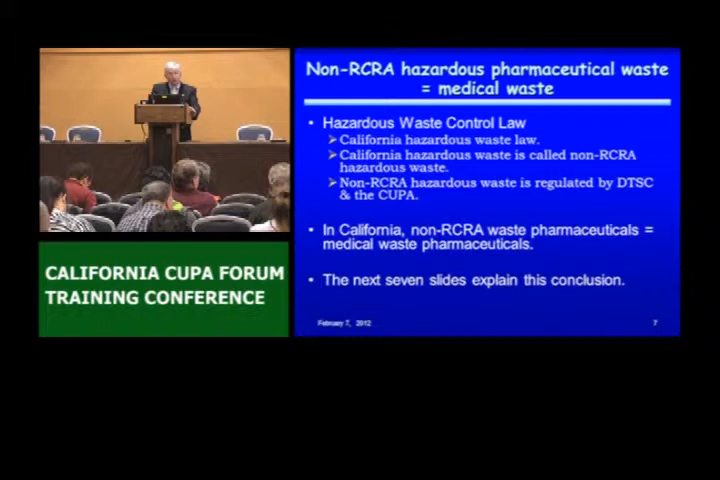 Non-RCRA hazardous pharmaceutical waste
= medical waste
• Hazardous Waste Control Law
➢ California hazardous waste law.
➢ California hazardous waste is called non-RCRA
hazardous waste.
➢ Non-RCRA hazardous waste is regulated by DTSC
& the CUPA.
• In California, non-RCRA waste pharmaceuticals =
medical waste pharmaceuticals.
• The next seven slides explain this conclusion.
February 7, 2012
7
CALIFORNIA CUPA FORUM
TRAINING CONFERENCE